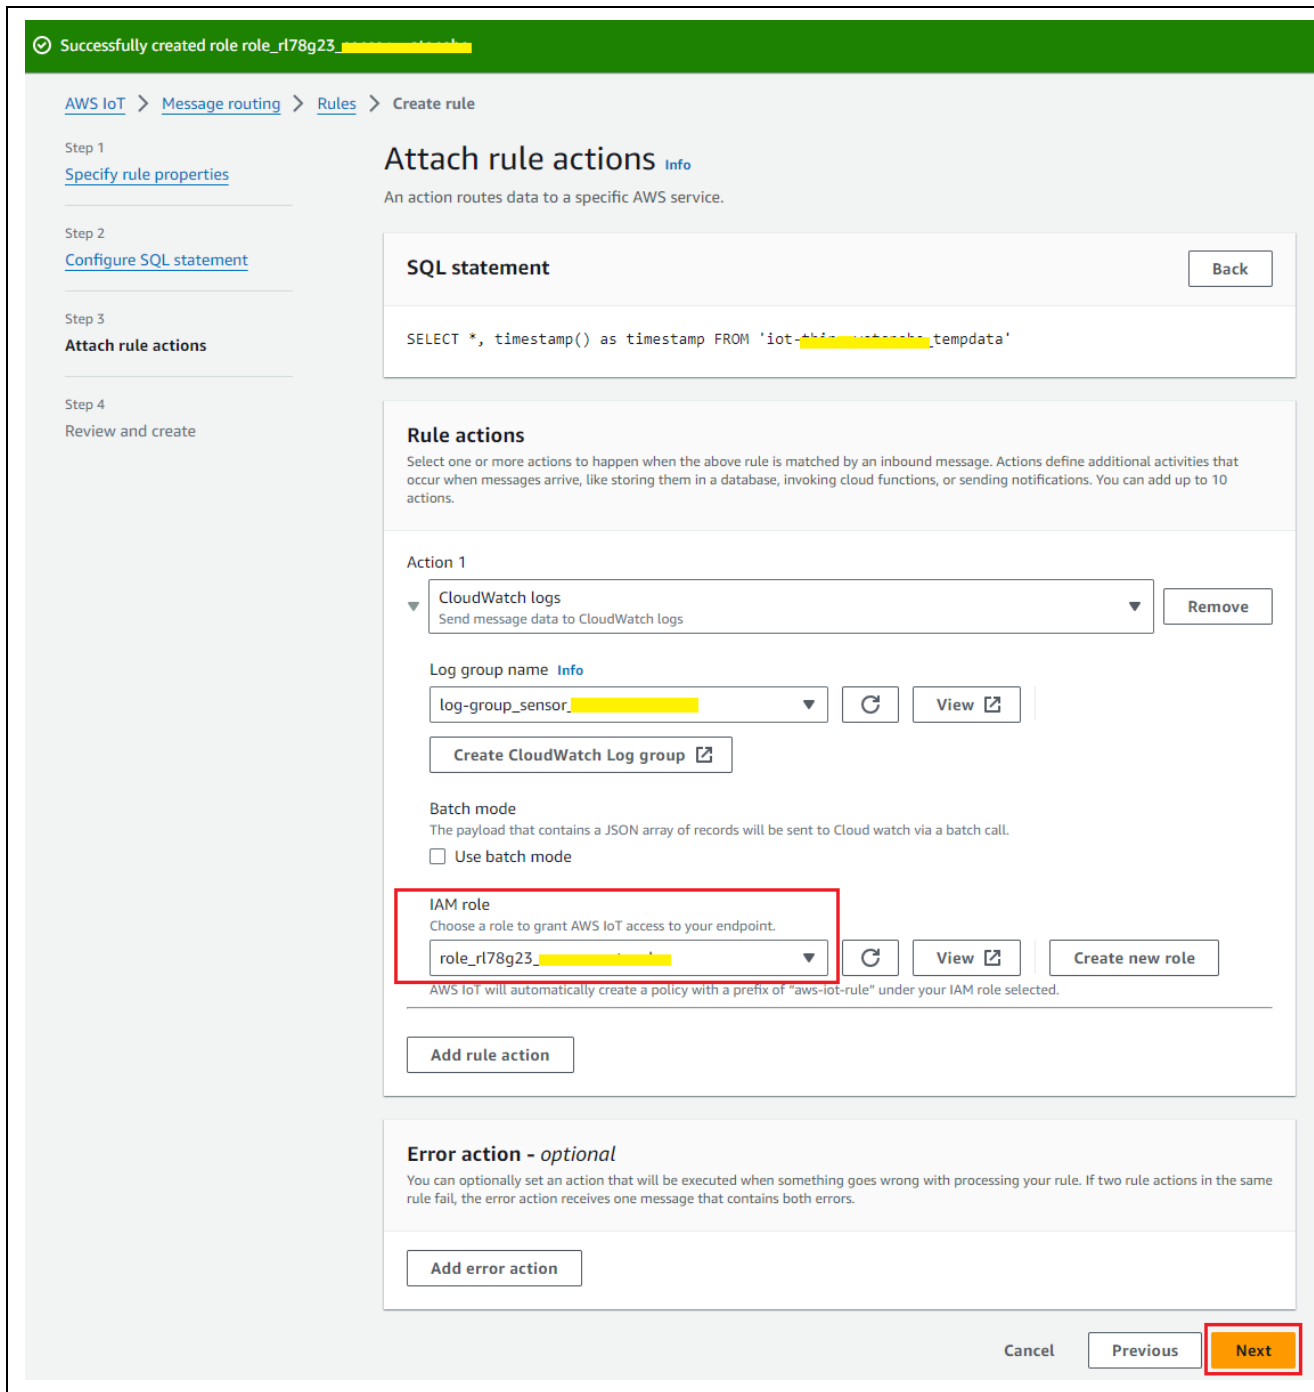 Successfully created role role_rl78g23_
AWS IoT > Message routing > Rules > Create rule
Step 1
Specify rule properties
Step 2
Configure SQL statement
Step 3
Attach rule actions
Step 4
Review and create
Attach rule actions Info
An action routes data to a specific AWS service.
SQL statement
Back
SELECT *, timestamp() as timestamp FROM 'iot-_tempdata'
Rule actions
Select one or more actions to happen when the above rule is matched by an inbound message. Actions define additional activities that
occur when messages arrive, like storing them in a database, invoking cloud functions, or sending notifications. You can add up to 10
actions.
Action 1
CloudWatch logs
Send message data to CloudWatch logs
Remove
Log group name Info
log-group_sensor_
View
Create CloudWatch Log group
Batch mode
The payload that contains a JSON array of records will be sent to Cloud watch via a batch call.
Use batch mode
IAM role
Choose a role to grant AWS IoT access to your endpoint.
role_rl78g23_
View
Create new role
AWS IoT will automatically create a policy with a prefix of “aws-iot-rule” under your IAM role selected.
Add rule action
Error action - optional
You can optionally set an action that will be executed when something goes wrong with processing your rule. If two rule actions in the same
rule fail, the error action receives one message that contains both errors.
Add error action
Cancel
Previous
Next